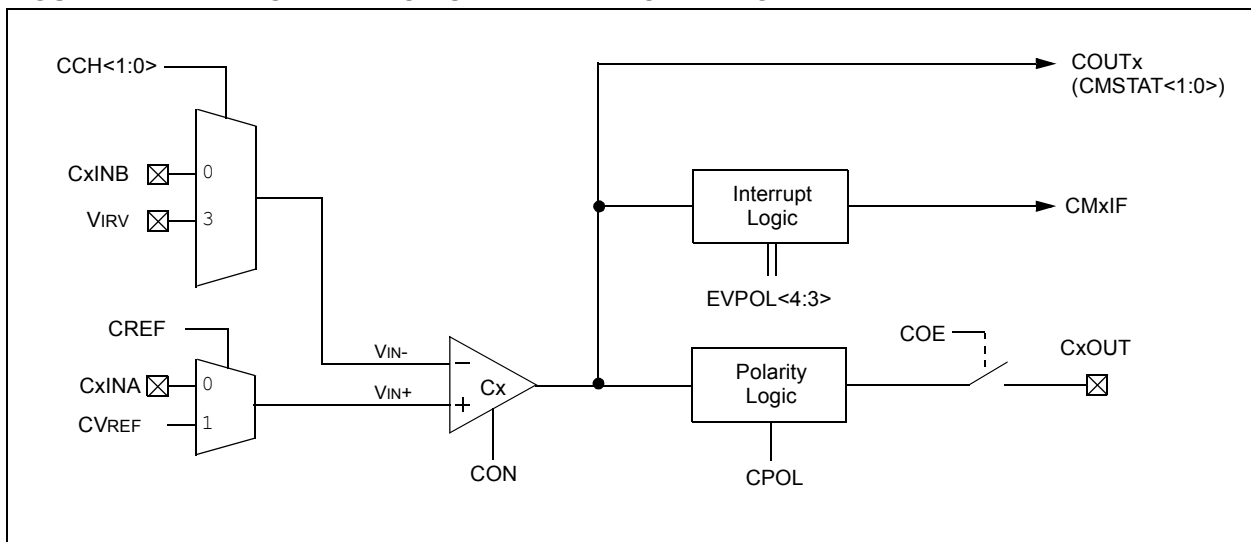 CCH<1:0>
COUTx
(CMSTAT<1:0>)
CxINB
0
VIRV
3
Interrupt
Logic
CMxIF
EVPOL<4:3>
CREF
COE
CxOUT
VIN-
CxINA
0
VIN+
Cx
Polarity
Logic
CVREF
1
CON
CPOL